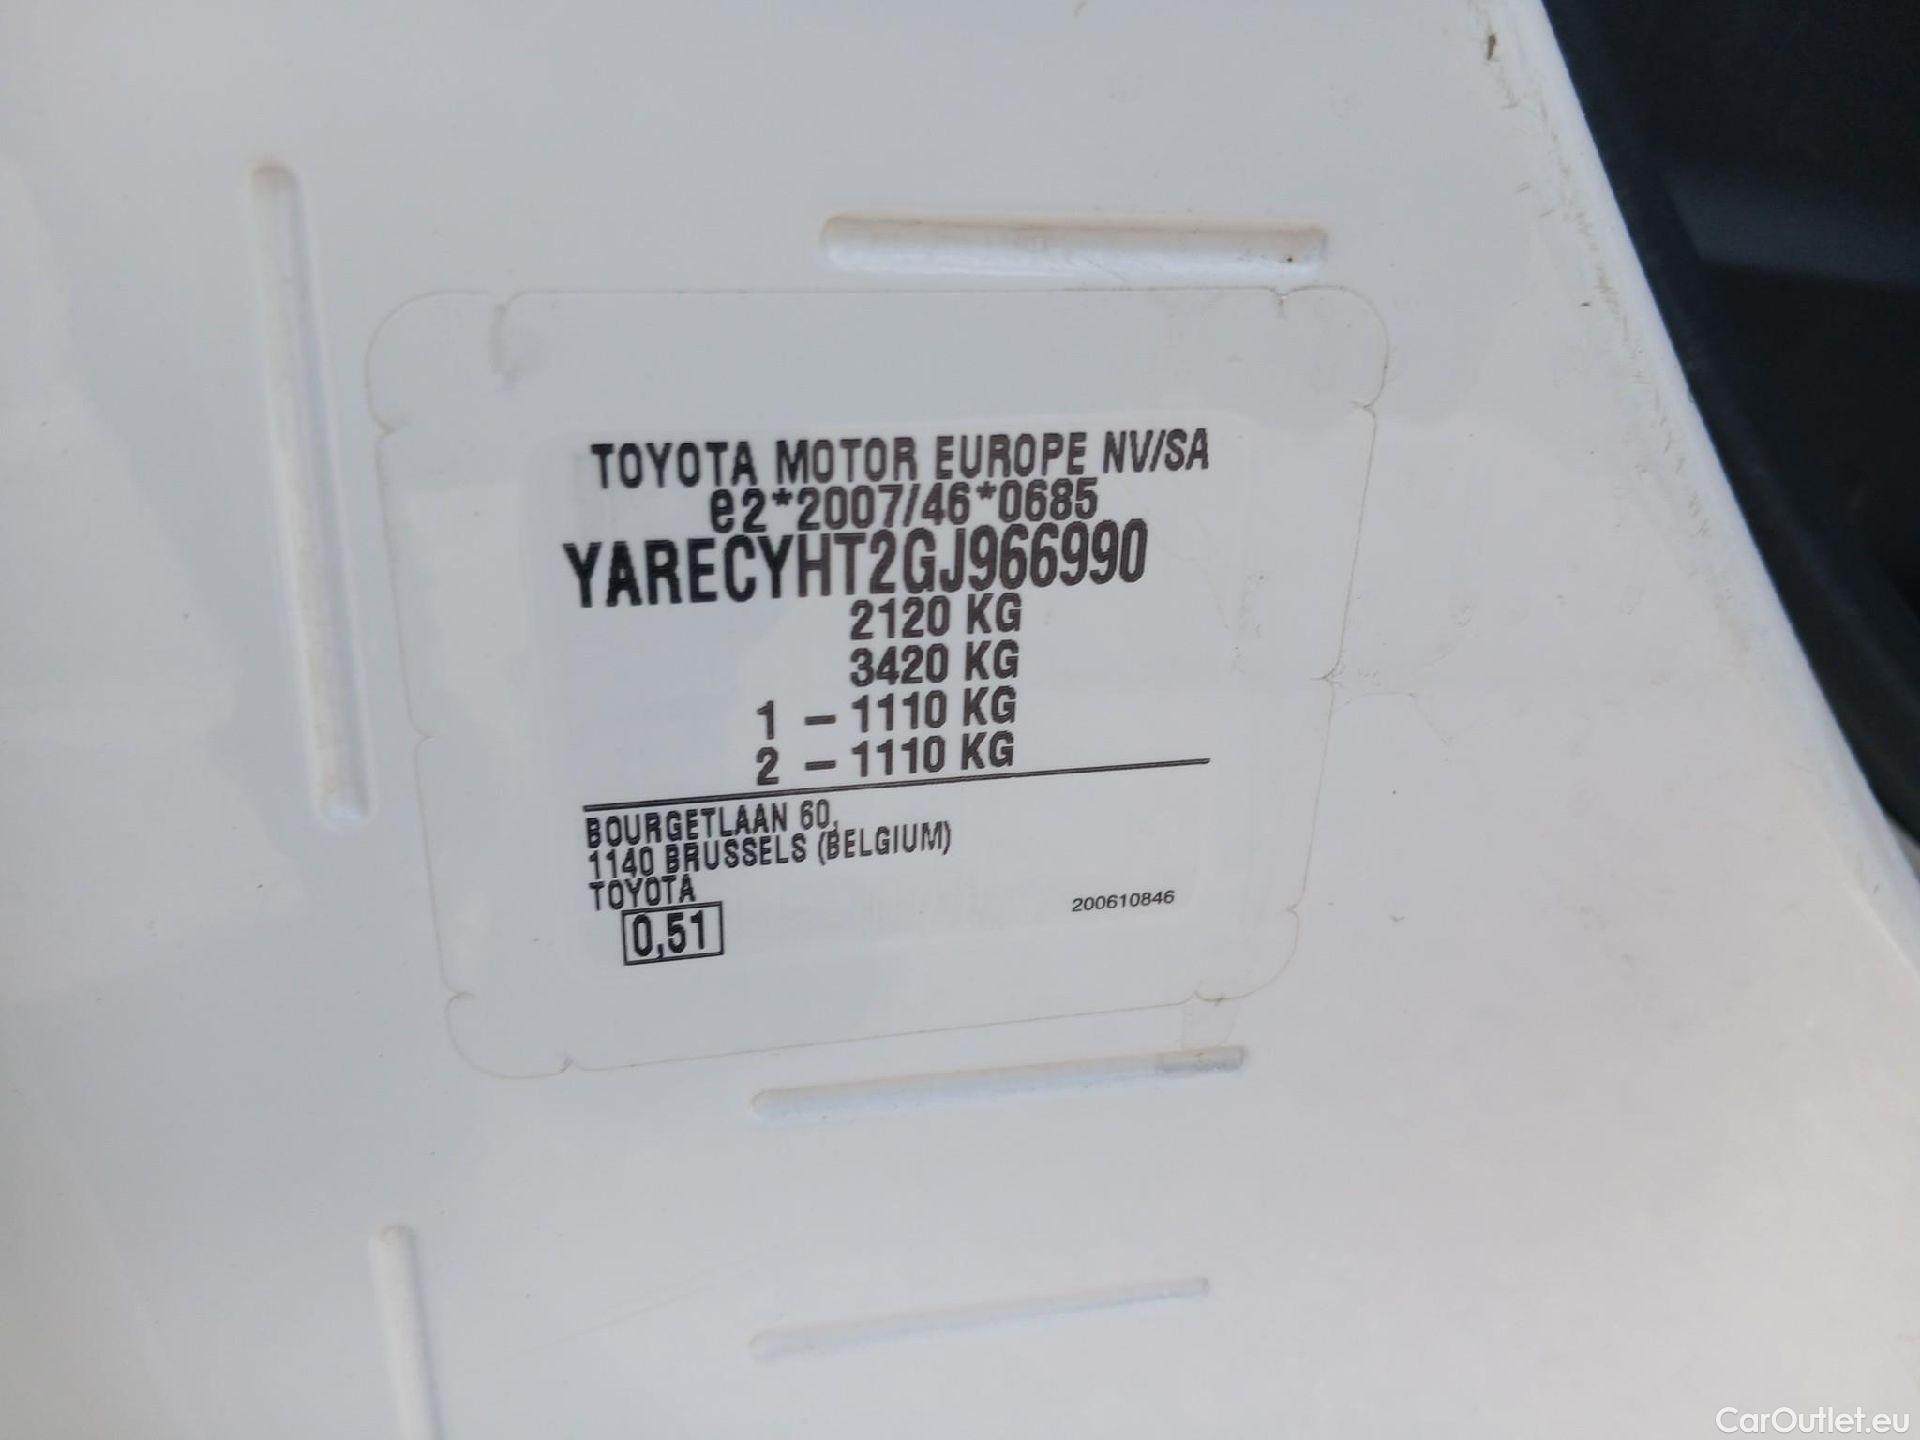 TOYOTA MOTOR EUROPE NV/SA
e2*2007/46*0685
YARECYHT2GJ966990
2120 KG
3420 KG
1 – 1110 KG
2 – 1110 KG
BOURGETLAAN 60,
1140 BRUSSELS (BELGIUM)
TOYOTA
0,51
200610846
CarOutlet.eu